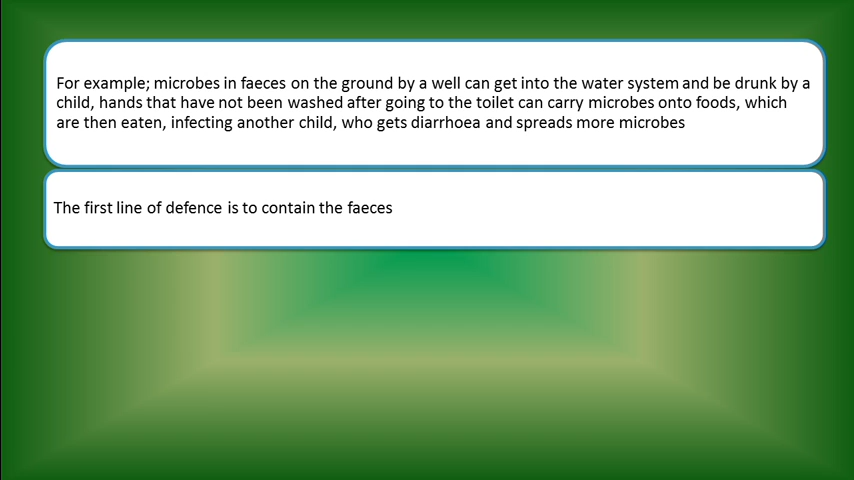 For example; microbes in faeces on the ground by a well can get into the water system and be drunk by a
child, hands that have not been washed after going to the toilet can carry microbes onto foods, which
are then eaten, infecting another child, who gets diarrhoea and spreads more microbes
The first line of defence is to contain the faeces